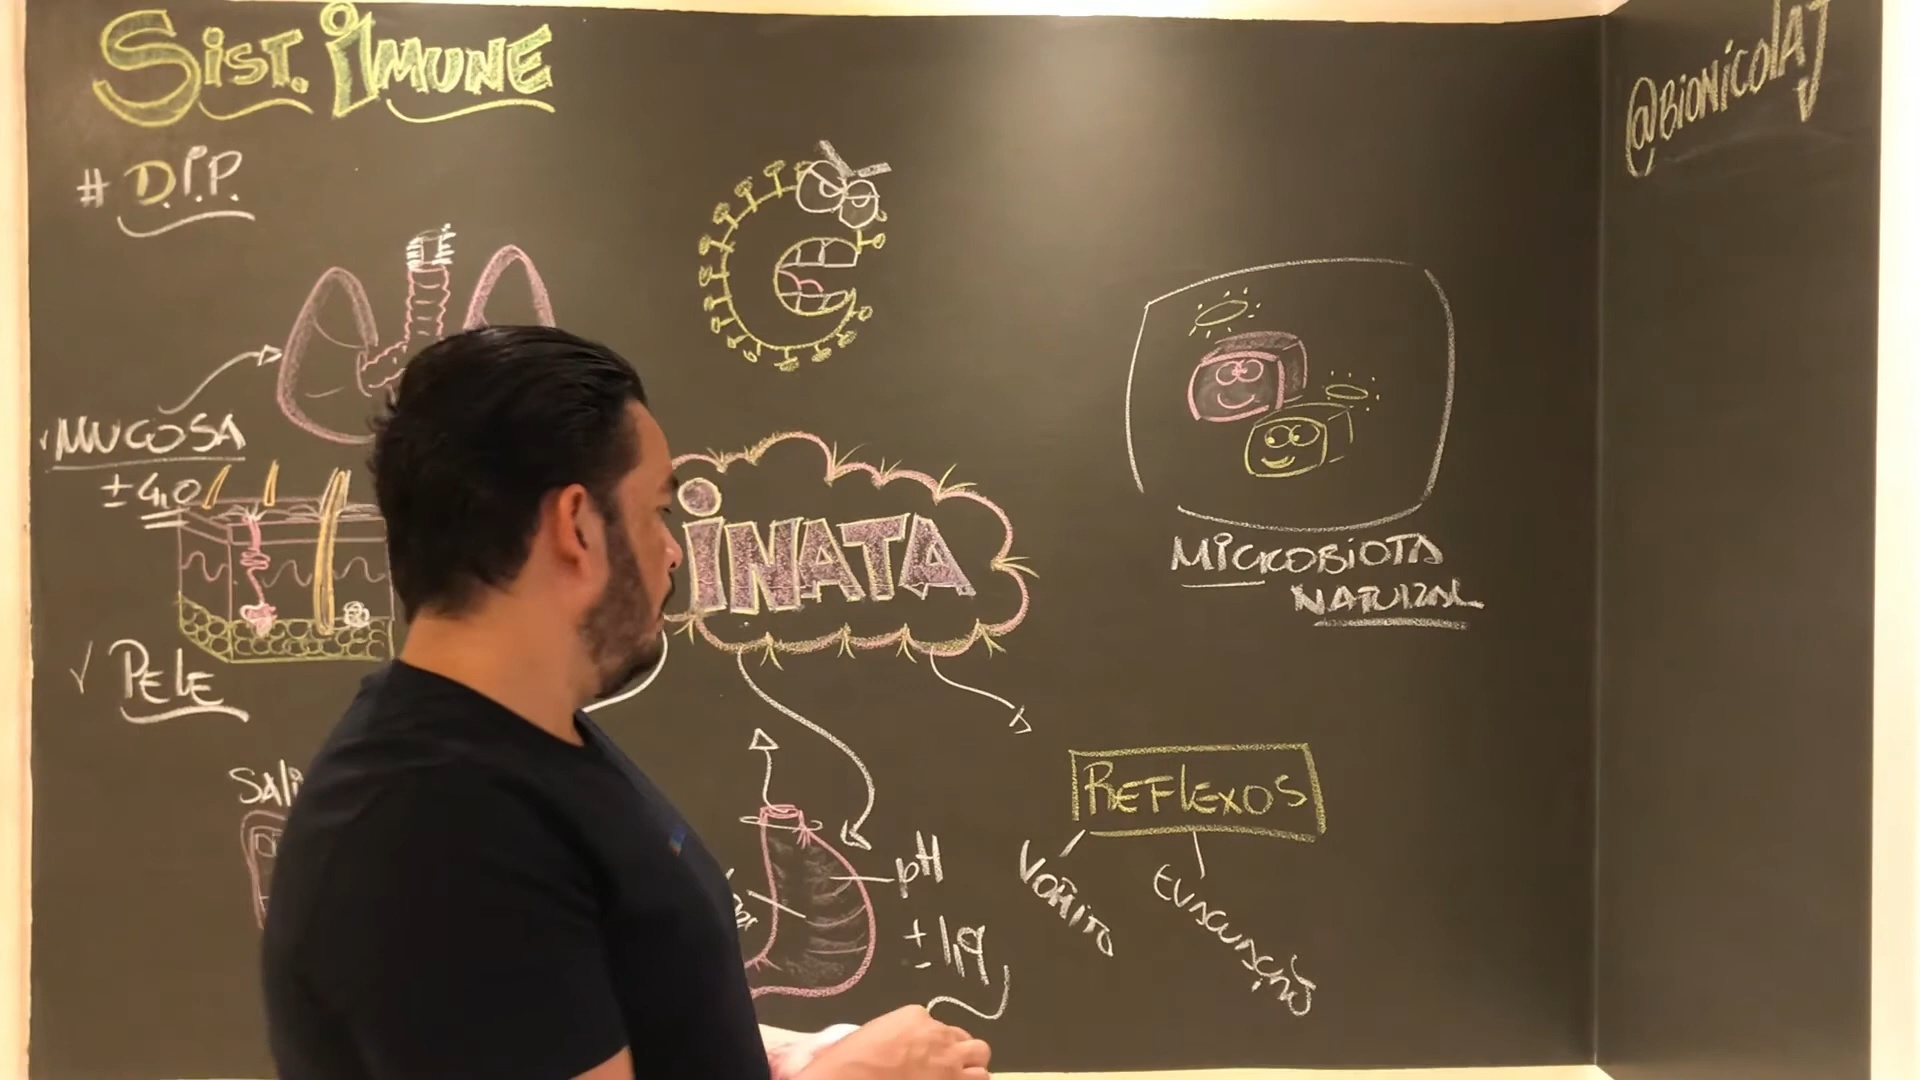 Sist. imune
@BiONicolAJ
# D.I.P.
√ MUCOSA
± 4,0
iNATA
MiCROBiOTA
NATURAL
√ PELE
REFLEXOS
pH
± 1,9
VÔMITO
EVACUAÇÃO